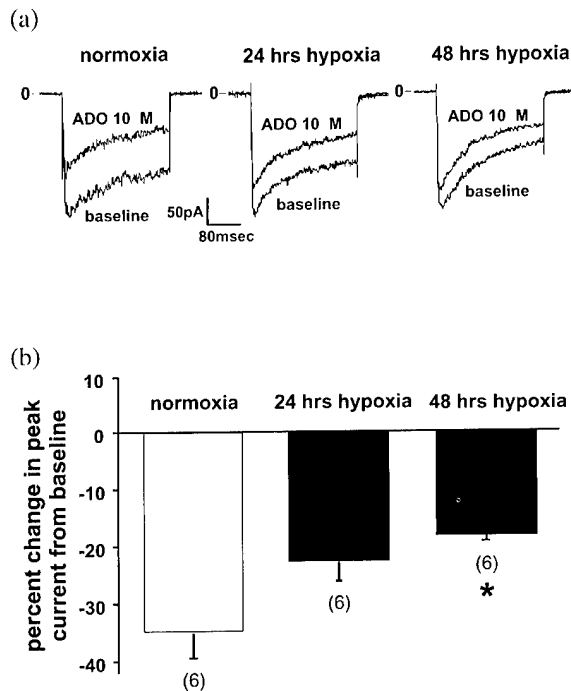 (a)
normoxia 24 hrs hypoxia 48 hrs hypoxia
0 0 0
ADO 10 M ADO 10 M ADO 10 M
baseline baseline baseline
50pA
80msec
(b)
percent change in peak
current from baseline
10
0
-10
-20
-30
-40
normoxia 24 hrs hypoxia 48 hrs hypoxia
(6) (6) (6)
*